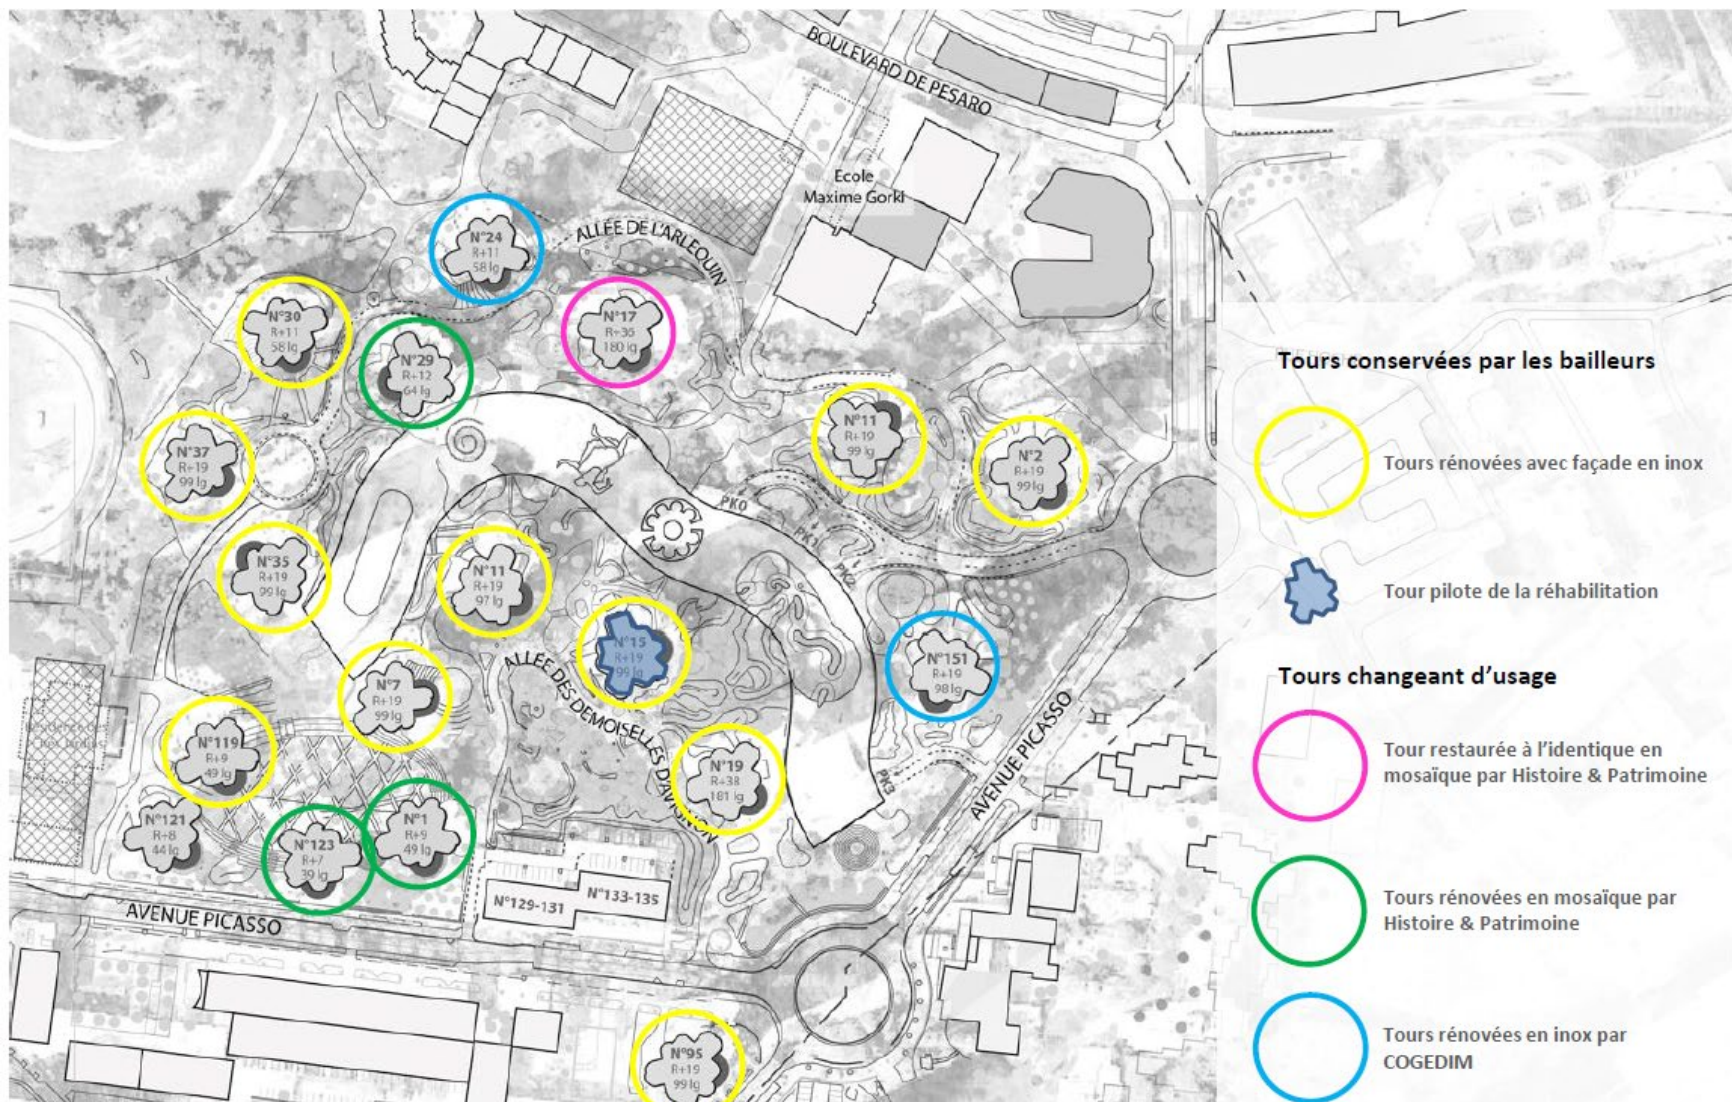 BOULEVARD DE PESARO
Ecole
Maxime Gorki
ALLÉE DE L'ARLEQUIN
N°24
R+11
58 lg
N°30
R+11
58 lg
N°17
R+36
180 lg
N°29
R+12
64 lg
N°11
R+19
99 lg
N°2
R+19
99 lg
N°37
R+19
99 lg
PK0
PK1
PK2
N°35
R+19
99 lg
N°11
R+19
97 lg
N°15
R+19
99 lg
N°151
R+19
98 lg
ALLÉE DES DEMOISELLES D'AVIGNON
N°7
R+19
99 lg
N°119
R+9
49 lg
N°19
R+38
181 lg
PK3
AVENUE PICASSO
N°121
R+8
44 lg
N°123
R+7
39 lg
N°1
R+9
49 lg
N°129-131
N°133-135
AVENUE PICASSO
N°95
R+19
99 lg
Tours conservées par les bailleurs
Tours rénovées avec façade en inox
Tour pilote de la réhabilitation
Tours changeant d'usage
Tour restaurée à l'identique en
mosaïque par Histoire & Patrimoine
Tours rénovées en mosaïque par
Histoire & Patrimoine
Tours rénovées en inox par
COGEDIM